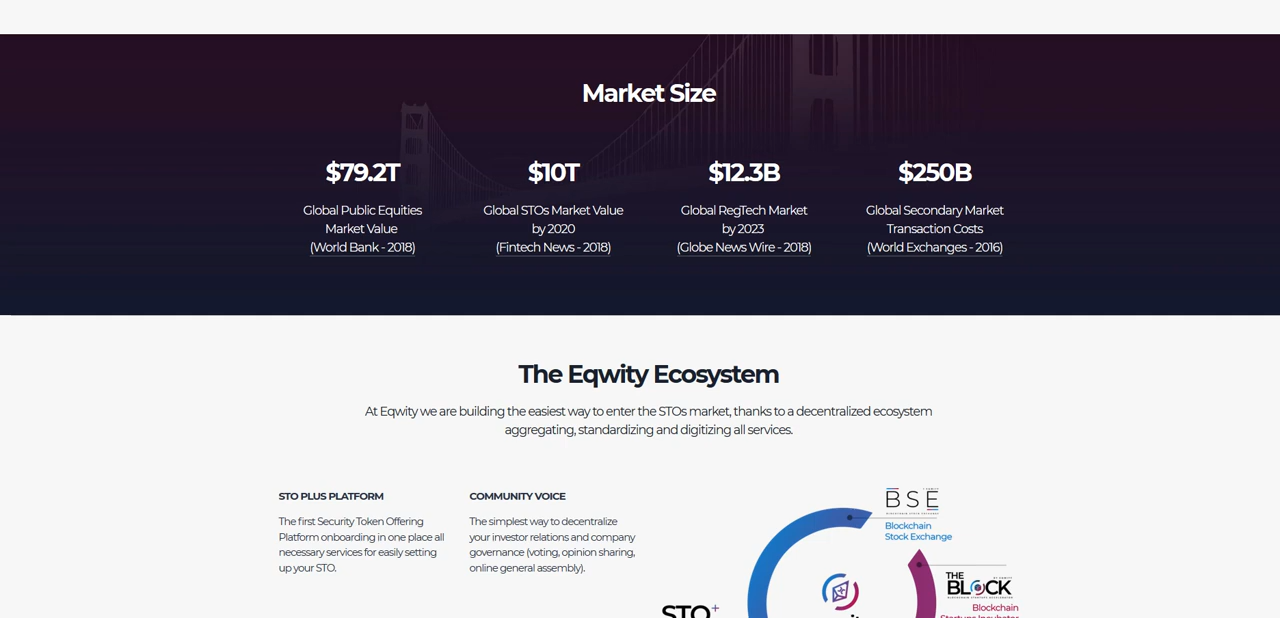 Market Size
$79.2T
Global Public Equities
Market Value
(World Bank - 2018)
$10T
Global STOs Market Value
by 2020
(Fintech News - 2018)
$12.3B
Global RegTech Market
by 2023
(Globe News Wire - 2018)
$250B
Global Secondary Market
Transaction Costs
(World Exchanges - 2016)
The Eqwity Ecosystem
At Eqwity we are building the easiest way to enter the STOs market, thanks to a decentralized ecosystem
aggregating, standardizing and digitizing all services.
STO PLUS PLATFORM
The first Security Token Offering
Platform onboarding in one place all
necessary services for easily setting
up your STO.
COMMUNITY VOICE
The simplest way to decentralize
your investor relations and company
governance (voting, opinion sharing,
online general assembly).
BSE
Blockchain
Stock Exchange
THE
BLOCK
Blockchain
STO+